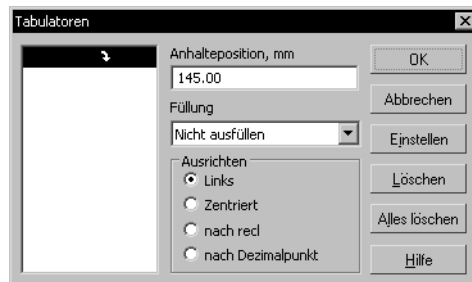 Tabulatoren
Anhalteposition, mm
145.00
Füllung
Nicht ausfüllen
Ausrichten
Links
Zentriert
nach recl
nach Dezimalpunkt
OK
Abbrechen
Einstellen
Löschen
Alles löschen
Hilfe